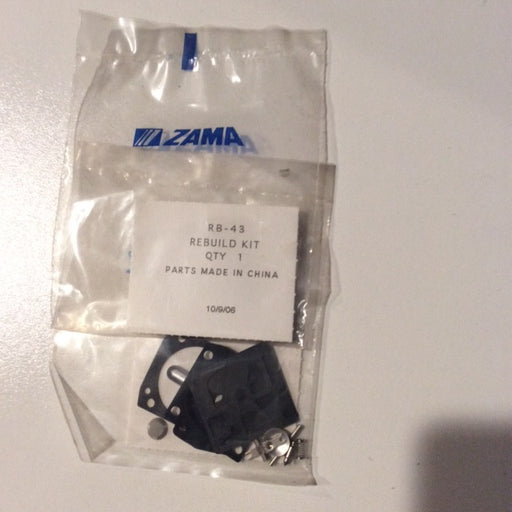 ZAMA
RB-43
REBUILD KIT
QTY 1
PARTS MADE IN CHINA
10/9/06